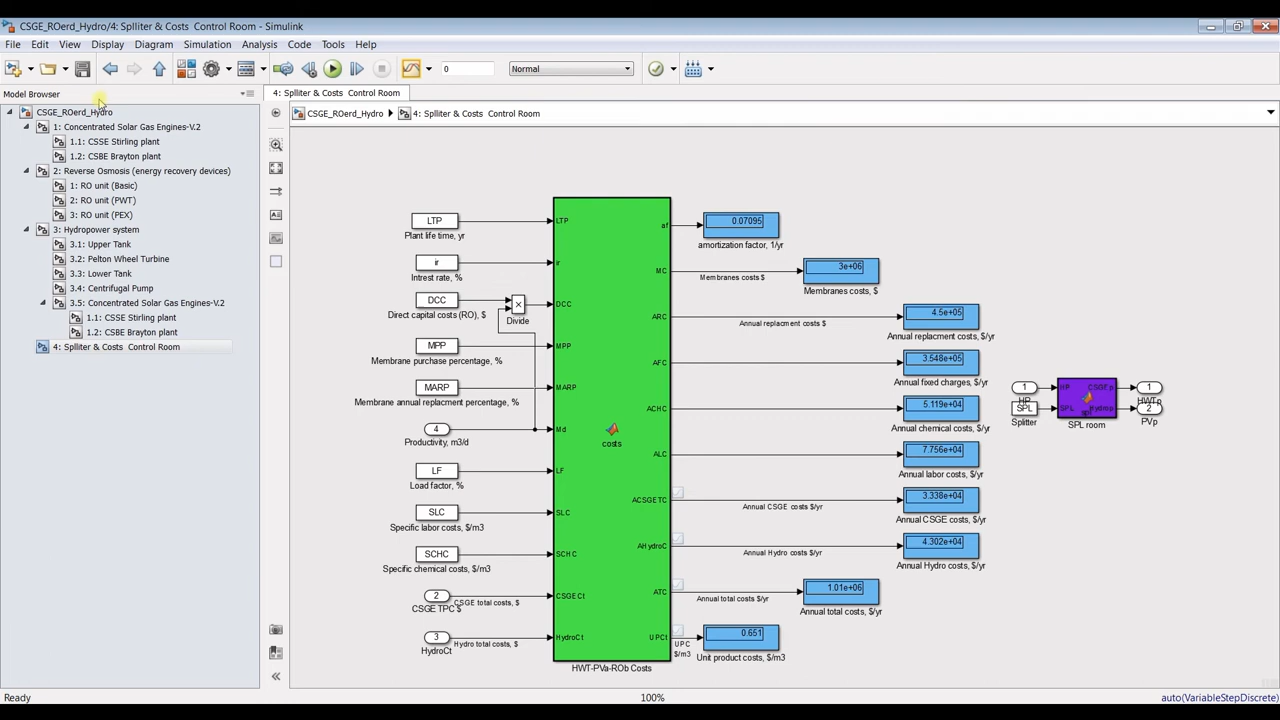 CSGE_ROerd_Hydro/4: Splliter & Costs  Control Room - Simulink
File Edit View Display Diagram Simulation Analysis Code Tools Help
0 Normal
Model Browser
4: Splliter & Costs  Control Room
CSGE_ROerd_Hydro
CSGE_ROerd_Hydro 4: Splliter & Costs  Control Room
1: Concentrated Solar Gas Engines-V.2
1.1: CSSE Stirling plant
1.2: CSBE Brayton plant
2: Reverse Osmosis (energy recovery devices)
1: RO unit (Basic)
2: RO unit (PWT)
3: RO unit (PEX)
3: Hydropower system
3.1: Upper Tank
3.2: Pelton Wheel Turbine
3.3: Lower Tank
3.4: Centrifugal Pump
3.5: Concentrated Solar Gas Engines-V.2
1.1: CSSE Stirling plant
1.2: CSBE Brayton plant
4: Splliter & Costs  Control Room
LTP
Plant life time, yr
ir
Intrest rate, %
DCC
Direct capital costs (RO), $
×
Divide
MPP
Membrane purchase percentage, %
MARP
Membrane annual replacment percentage, %
4
Productivity, m3/d
LF
Load factor, %
SLC
Specific labor costs, $/m3
SCHC
Specific chemical costs, $/m3
2
CSGE total costs, $
CSGE TPC $
3
Hydro total costs, $
HydroCt
LTP
ir
DCC
MPP
MARP
Md
LF
SLC
SCHC
CSGECt
HydroCt
costs
af
MC
ARC
AFC
ACHC
ALC
ACSGETC
AHydroC
ATC
UPCt
HWT-PVa-ROb Costs
0.07095
amortization factor, 1/yr
Membranes costs $
3e+06
Membranes costs, $
Annual replacment costs $
4.5e+05
Annual replacment costs, $/yr
3.548e+05
Annual fixed charges, $/yr
5.119e+04
Annual chemical costs, $/yr
7.756e+04
Annual labor costs, $/yr
Annual CSGE costs $/yr
3.338e+04
Annual CSGE costs, $/yr
Annual Hydro costs $/yr
4.302e+04
Annual Hydro costs, $/yr
Annual total costs $/yr
1.01e+06
Annual total costs, $/yr
UPC
$/m3
0.651
Unit product costs, $/m3
1
HP
SPL
Splitter
HP CSGEp
spl
SPL Hydrop
SPL room
1
HWTp
2
PVp
Ready 100% auto(VariableStepDiscrete)